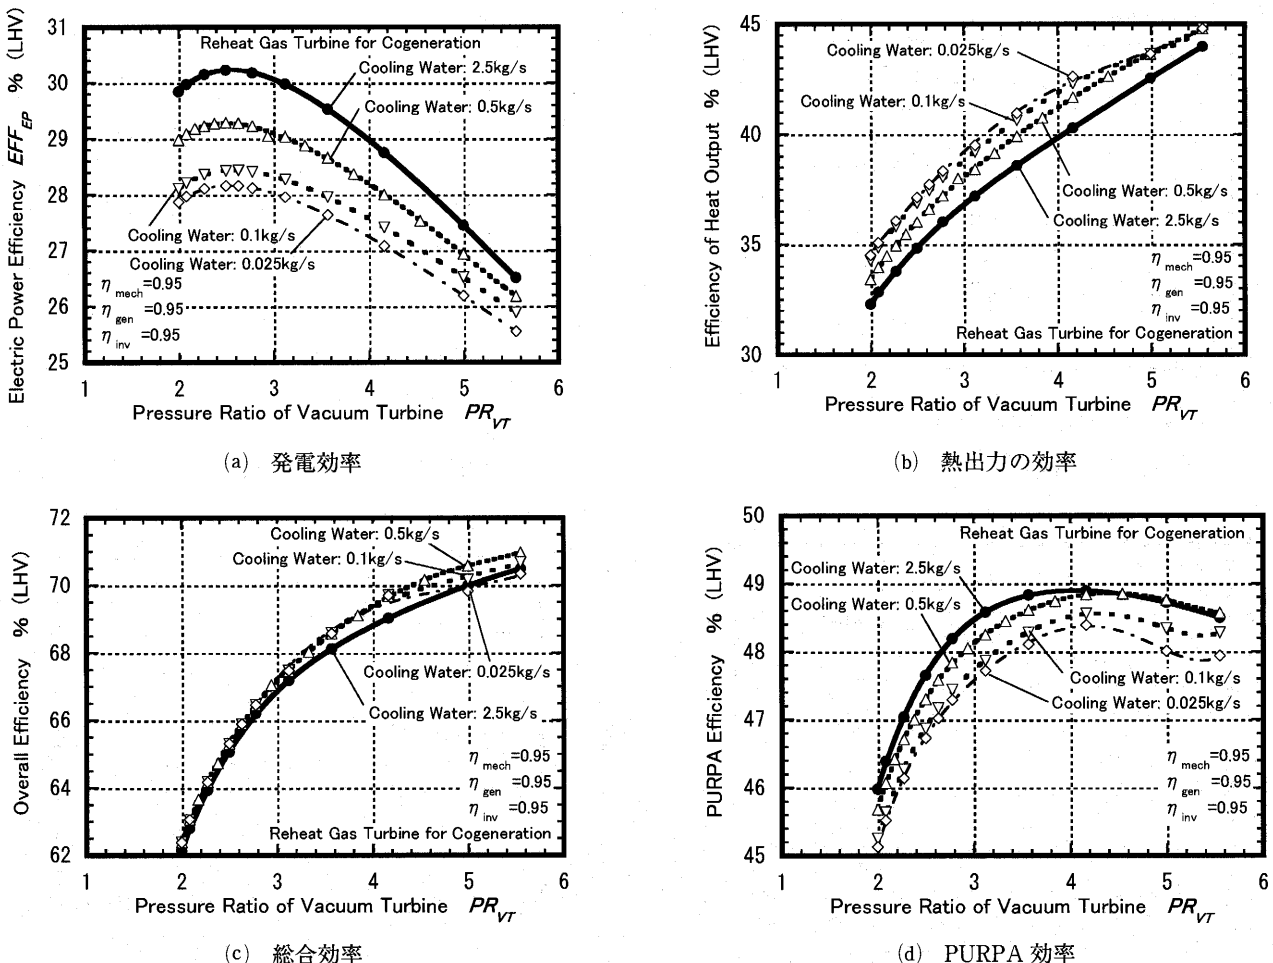 31
30
29
28
27
26
25
Electric Power Efficiency EFF_EP % (LHV)
Reheat Gas Turbine for Cogeneration
Cooling Water: 2.5kg/s
Cooling Water: 0.5kg/s
Cooling Water: 0.1kg/s
Cooling Water: 0.025kg/s
η mech=0.95
η gen =0.95
η inv =0.95
1 2 3 4 5 6
Pressure Ratio of Vacuum Turbine PR_VT
(a) 発電効率
45
40
35
30
Efficiency of Heat Output % (LHV)
Cooling Water: 0.025kg/s
Cooling Water: 0.1kg/s
Cooling Water: 0.5kg/s
Cooling Water: 2.5kg/s
η mech=0.95
η gen =0.95
η inv =0.95
Reheat Gas Turbine for Cogeneration
1 2 3 4 5 6
Pressure Ratio of Vacuum Turbine PR_VT
(b) 熱出力の効率
72
70
68
66
64
62
Overall Efficiency % (LHV)
Cooling Water: 0.5kg/s
Cooling Water: 0.1kg/s
Cooling Water: 0.025kg/s
Cooling Water: 2.5kg/s
η mech=0.95
η gen =0.95
η inv =0.95
Reheat Gas Turbine for Cogeneration
1 2 3 4 5 6
Pressure Ratio of Vacuum Turbine PR_VT
(c) 総合効率
50
49
48
47
46
45
PURPA Efficiency % (LHV)
Reheat Gas Turbine for Cogeneration
Cooling Water: 2.5kg/s
Cooling Water: 0.5kg/s
Cooling Water: 0.1kg/s
Cooling Water: 0.025kg/s
η mech=0.95
η gen =0.95
η inv =0.95
1 2 3 4 5 6
Pressure Ratio of Vacuum Turbine PR_VT
(d) PURPA 効率